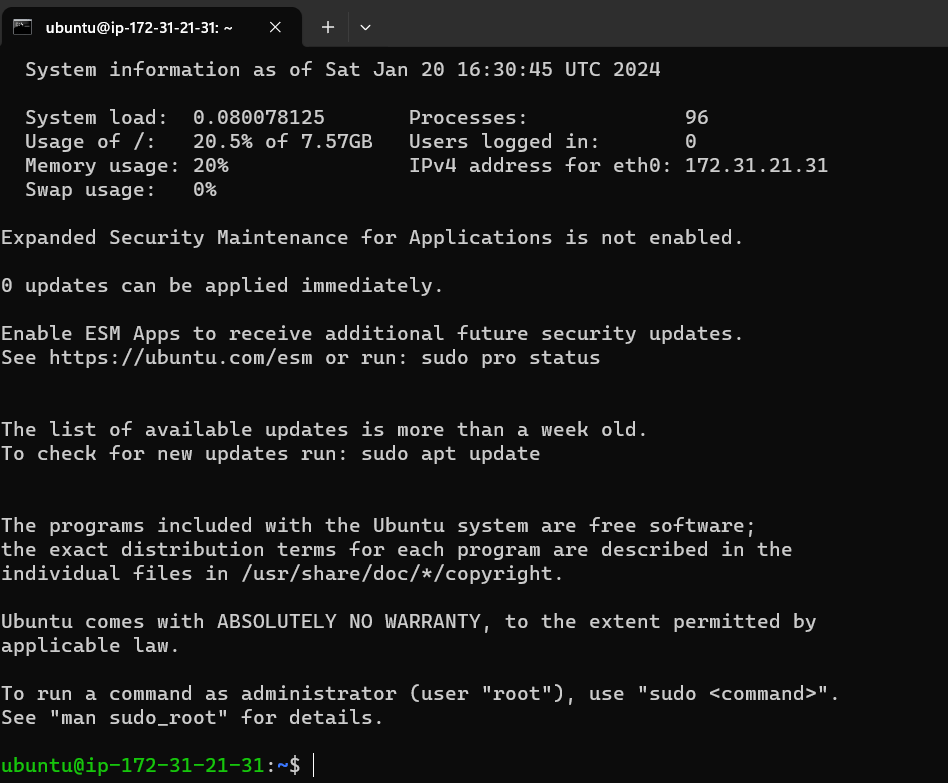 ubuntu@ip-172-31-21-31: ~
System information as of Sat Jan 20 16:30:45 UTC 2024
System load:  0.080078125       Processes:             96
Usage of /:   20.5% of 7.57GB   Users logged in:       0
Memory usage: 20%               IPv4 address for eth0: 172.31.21.31
Swap usage:   0%
Expanded Security Maintenance for Applications is not enabled.
0 updates can be applied immediately.
Enable ESM Apps to receive additional future security updates.
See https://ubuntu.com/esm or run: sudo pro status
The list of available updates is more than a week old.
To check for new updates run: sudo apt update
The programs included with the Ubuntu system are free software;
the exact distribution terms for each program are described in the
individual files in /usr/share/doc/*/copyright.
Ubuntu comes with ABSOLUTELY NO WARRANTY, to the extent permitted by
applicable law.
To run a command as administrator (user "root"), use "sudo <command>".
See "man sudo_root" for details.
ubuntu@ip-172-31-21-31:~$